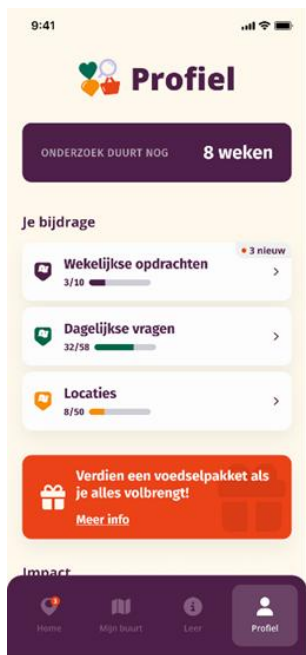 9:41
Profiel
ONDERZOEK DUURT NOG 8 weken
Je bijdrage
3 nieuw
Wekelijkse opdrachten
3/10
Dagelijkse vragen
32/58
Locaties
8/50
Verdien een voedselpakket als
je alles volbrengt!
Meer info
Impact
3
Home Mijn buurt Leer Profiel